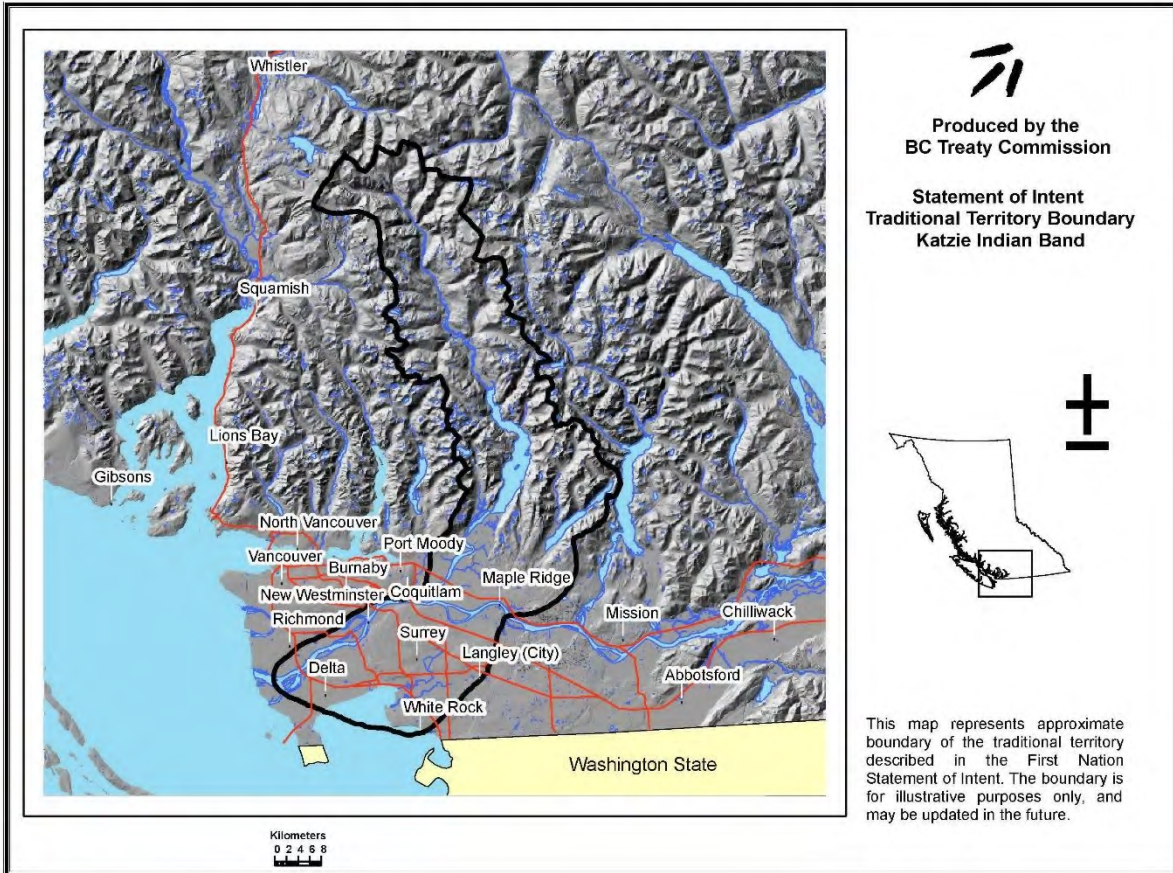 Whistler
Squamish
Lions Bay
Gibsons
North Vancouver
Port Moody
Vancouver
Burnaby
Maple Ridge
New Westminster
Coquitlam
Richmond
Mission
Chilliwack
Surrey
Langley (City)
Delta
Abbotsford
White Rock
Washington State
Kilometers
0 2 4 6 8
Produced by the
BC Treaty Commission
Statement of Intent
Traditional Territory Boundary
Katzie Indian Band
This map represents approximate
boundary of the traditional territory
described in the First Nation
Statement of Intent. The boundary is
for illustrative purposes only, and
may be updated in the future.